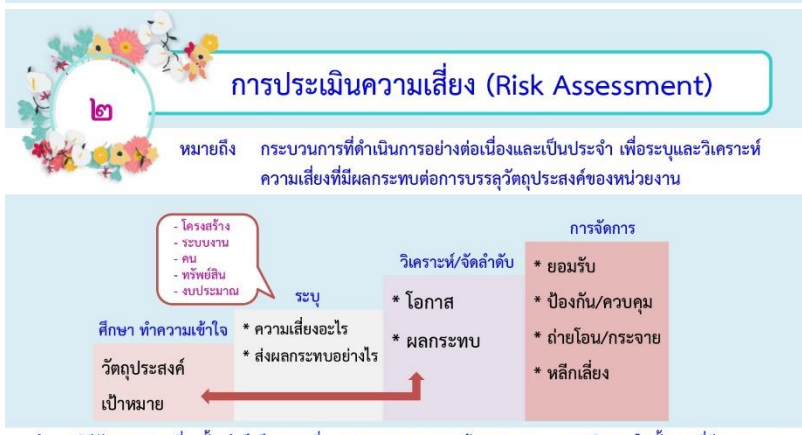 ๒
การประเมินความเสี่ยง (Risk Assessment)
หมายถึง กระบวนการที่ดำเนินการอย่างต่อเนื่องและเป็นประจำ เพื่อระบุและวิเคราะห์
ความเสี่ยงที่มีผลกระทบต่อการบรรลุวัตถุประสงค์ของหน่วยงาน
- โครงสร้าง
- ระบบงาน
- คน
- ทรัพย์สิน
- งบประมาณ
ศึกษา ทำความเข้าใจ
วัตถุประสงค์
เป้าหมาย
ระบุ
* ความเสี่ยงอะไร
* ส่งผลกระทบอย่างไร
วิเคราะห์/จัดลำดับ
* โอกาส
* ผลกระทบ
การจัดการ
* ยอมรับ
* ป้องกัน/ควบคุม
* ถ่ายโอน/กระจาย
* หลีกเลี่ยง